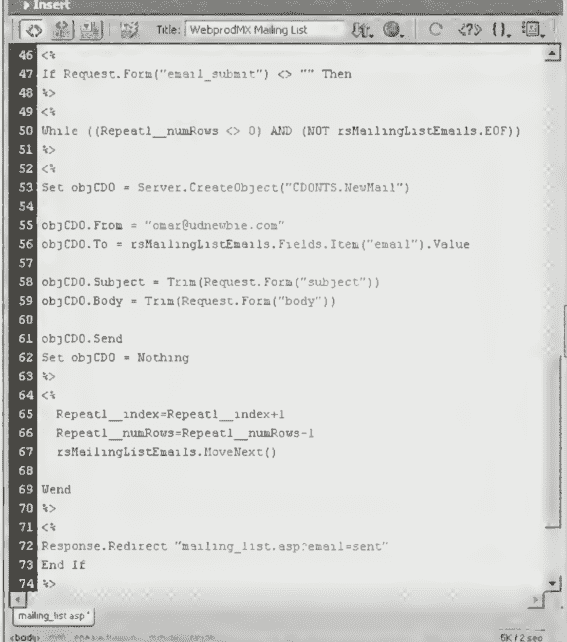 Insert
Title: WebprodMX Mailing List
46 <%
47 If Request.Form("email_submit") <> "" Then
48 %>
49 <%
50 While ((Repeat1__numRows <> 0) AND (NOT rsMailingListEmails.EOF))
51 %>
52 <%
53 Set objCDO = Server.CreateObject("CDONTS.NewMail")
54
55 objCDO.From = "omar@udnewbie.com"
56 objCDO.To = rsMailingListEmails.Fields.Item("email").Value
57
58 objCDO.Subject = Trim(Request.Form("subject"))
59 objCDO.Body = Trim(Request.Form("body"))
60
61 objCDO.Send
62 Set objCDO = Nothing
63 %>
64 <%
65 Repeat1__index=Repeat1__index+1
66 Repeat1__numRows=Repeat1__numRows-1
67 rsMailingListEmails.MoveNext()
68
69 Wend
70 %>
71 <%
72 Response.Redirect "mailing_list.asp?email=sent"
73 End If
74 %>
mailing_list.asp*
<body>
5K / 2 sec